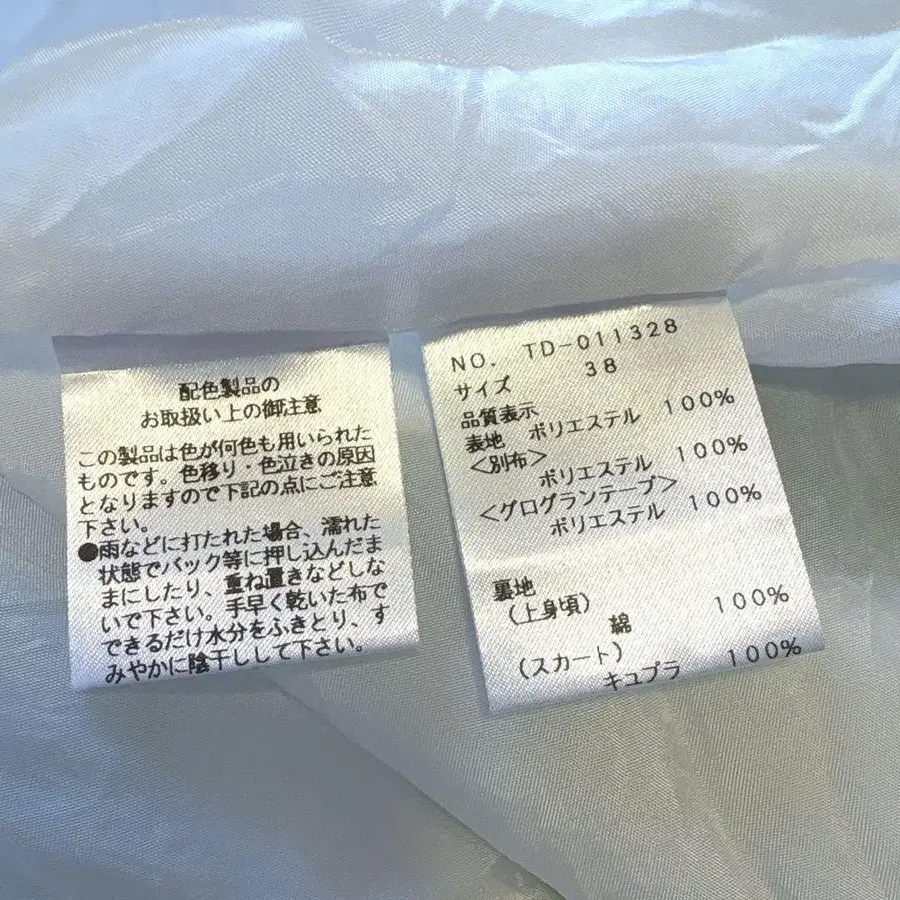 配色製品の
お取扱い上の御注意
この製品は色が何色も用いられた
ものです。色移り・色泣きの原因
となりますので下記の点にご注意
下さい。
●雨などに打たれた場合、濡れた
状態でバック等に押し込んだま
まにしたり、重ね置きなどしな
いで下さい。手早く乾いた布で
できるだけ水分をふきとり、す
みやかに陰干しして下さい。
NO. TD-011328
サイズ 38
品質表示
表地 ポリエステル 100%
<別布>
ポリエステル 100%
<グログランテープ>
ポリエステル 100%
裏地
(上身頃)
綿 100%
(スカート)
キュプラ 100%